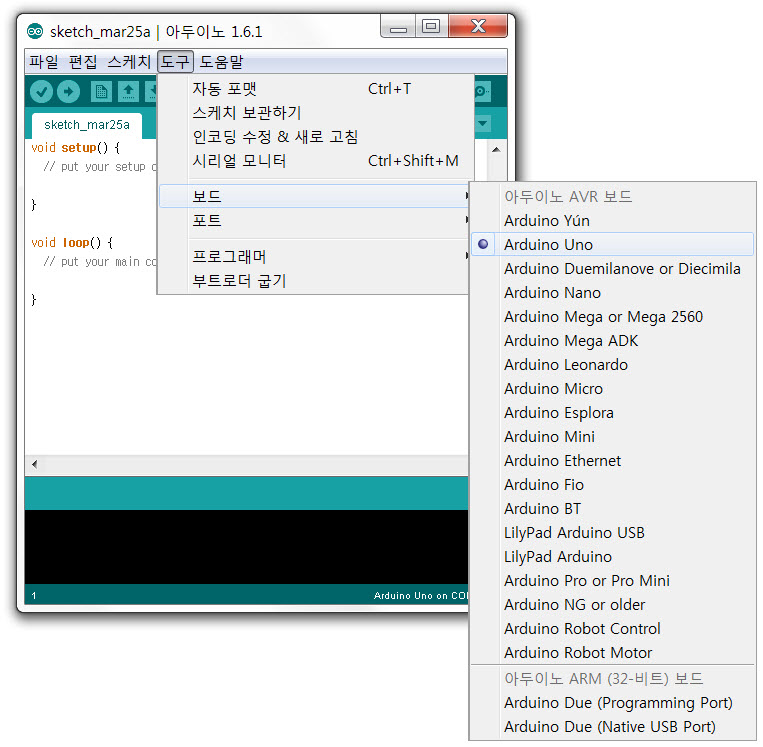 sketch_mar25a | 아두이노 1.6.1
파일 편집 스케치 도구 도움말
sketch_mar25a
void setup() {
// put your setup
}
void loop() {
// put your main
}
자동 포맷 Ctrl+T
스케치 보관하기
인코딩 수정 & 새로 고침
시리얼 모니터 Ctrl+Shift+M
보드
포트
프로그래머
부트로더 굽기
아두이노 AVR 보드
Arduino Yún
Arduino Uno
Arduino Duemilanove or Diecimila
Arduino Nano
Arduino Mega or Mega 2560
Arduino Mega ADK
Arduino Leonardo
Arduino Micro
Arduino Esplora
Arduino Mini
Arduino Ethernet
Arduino Fio
Arduino BT
LilyPad Arduino USB
LilyPad Arduino
Arduino Pro or Pro Mini
Arduino NG or older
Arduino Robot Control
Arduino Robot Motor
아두이노 ARM (32-비트) 보드
Arduino Due (Programming Port)
Arduino Due (Native USB Port)
1 Arduino Uno on